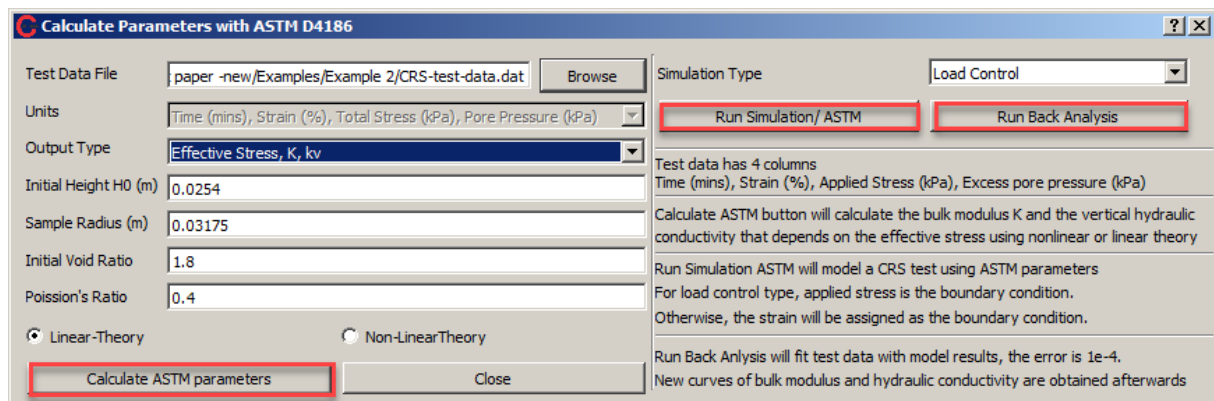 Calculate Parameters with ASTM D4186
Test Data File
: paper -new/Examples/Example 2/CRS-test-data.dat
Browse
Units
Time (mins), Strain (%), Total Stress (kPa), Pore Pressure (kPa)
Output Type
Effective Stress, K, kv
Initial Height H0 (m)
0.0254
Sample Radius (m)
0.03175
Initial Void Ratio
1.8
Poission's Ratio
0.4
Linear-Theory
Non-LinearTheory
Calculate ASTM parameters
Close
Simulation Type
Load Control
Run Simulation/ ASTM
Run Back Analysis
Test data has 4 columns
Time (mins), Strain (%), Applied Stress (kPa), Excess pore pressure (kPa)
Calculate ASTM button will calculate the bulk modulus K and the vertical hydraulic
conductivity that depends on the effective stress using nonlinear or linear theory
Run Simulation ASTM will model a CRS test using ASTM parameters
For load control type, applied stress is the boundary condition.
Otherwise, the strain will be assigned as the boundary condition.
Run Back Anlysis will fit test data with model results, the error is 1e-4.
New curves of bulk modulus and hydraulic conductivity are obtained afterwards